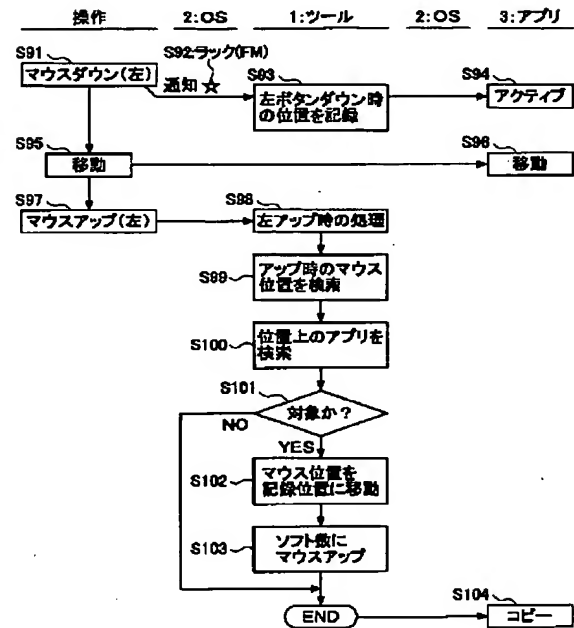 操作 2:OS 1:ツール 2:OS 3:アプリ
S91
マウスダウン(左)
S92:フック(FM)
通知☆
S93
左ボタンダウン時
の位置を記録
S94
アクティブ
S95
移動
S96
移動
S97
マウスアップ(左)
S98
左アップ時の処理
S99
アップ時のマウス
位置を検索
S100
位置上のアプリを
検索
S101
対象か?
NO
YES
S102
マウス位置を
記録位置に移動
S103
ソフト数に
マウスアップ
END
S104
コピー